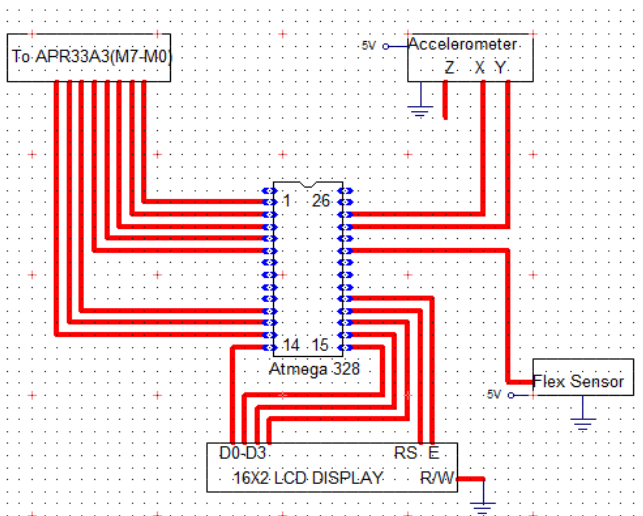 To APR33A3(M7-M0)
5V
Accelerometer
Z X Y
1 26
14 15
Atmega 328
Flex Sensor
5V
D0-D3 RS E
16X2 LCD DISPLAY R/W